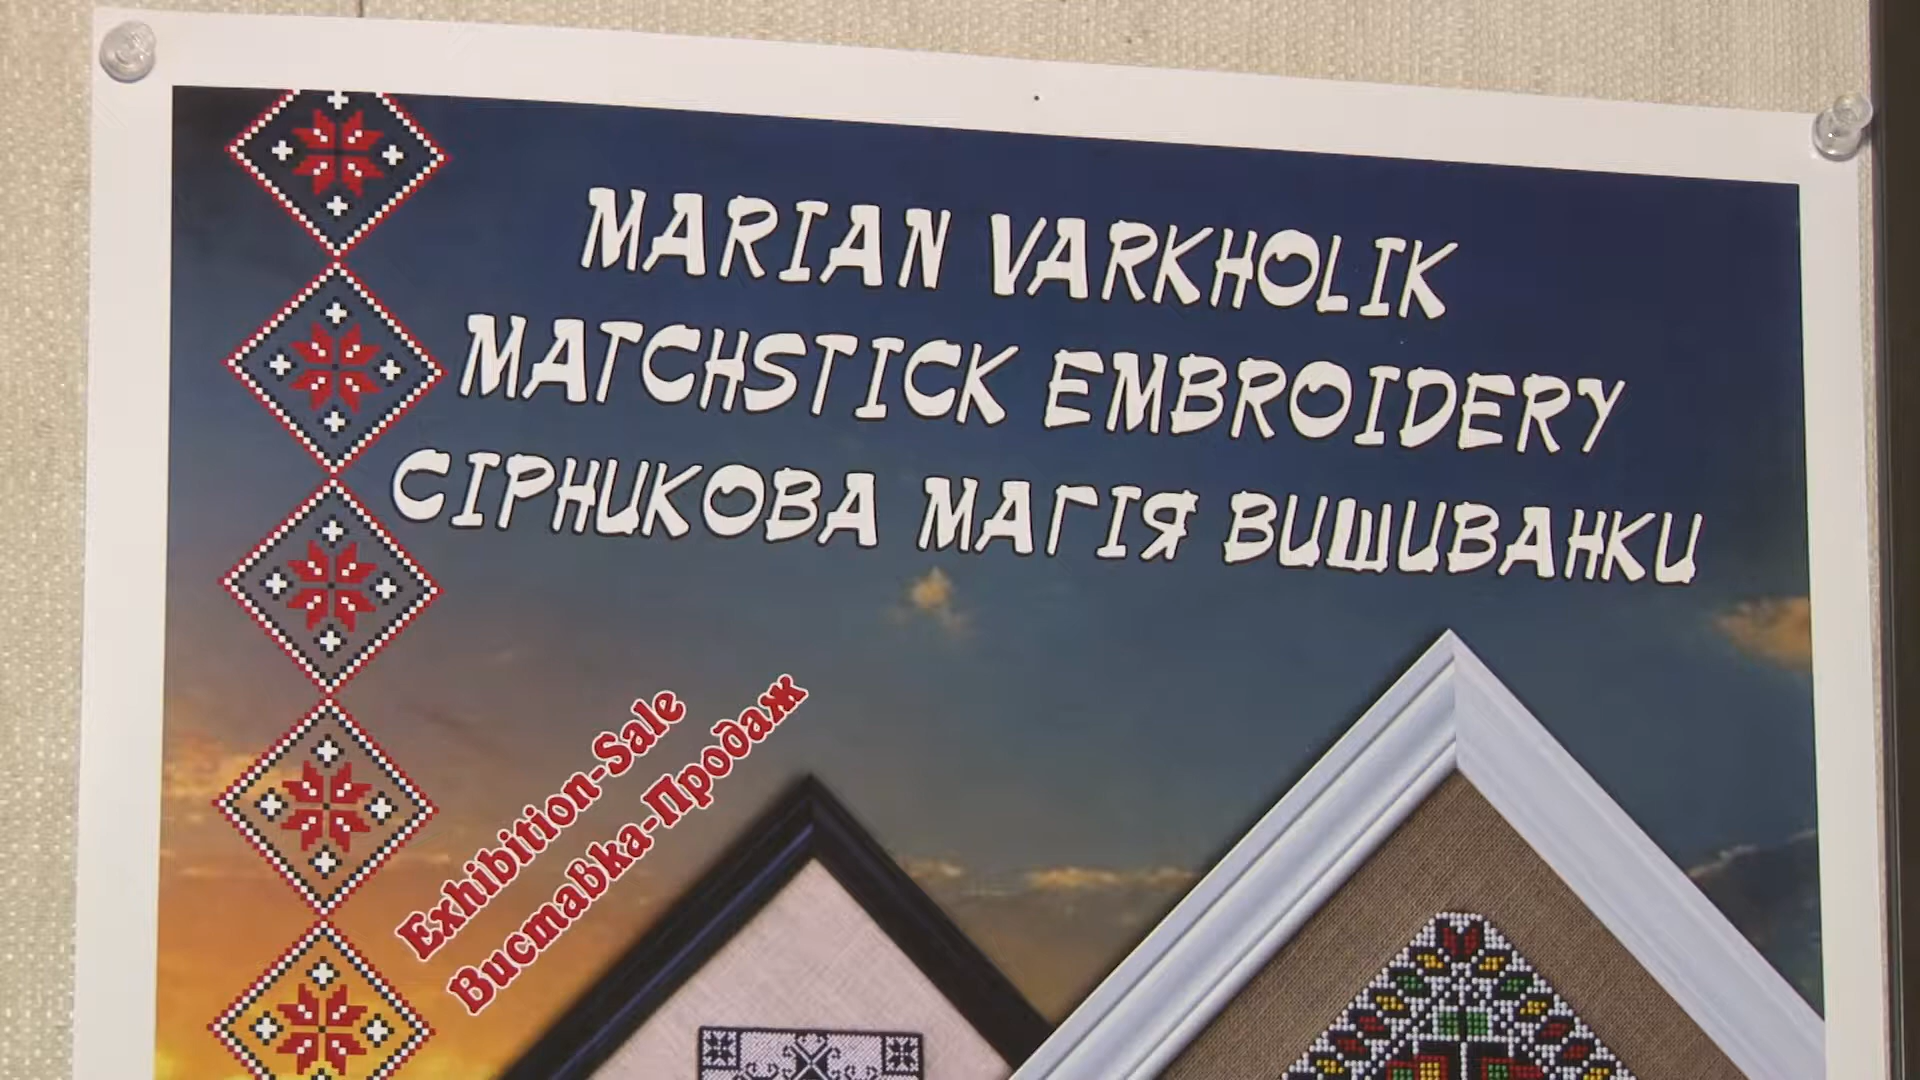 MARIAN VARKHOLIK
MATCHSTICK EMBROIDERY
СІРНИКОВА МАГІЯ ВИШИВАНКИ
Exhibition-Sale
Виставка-Продаж